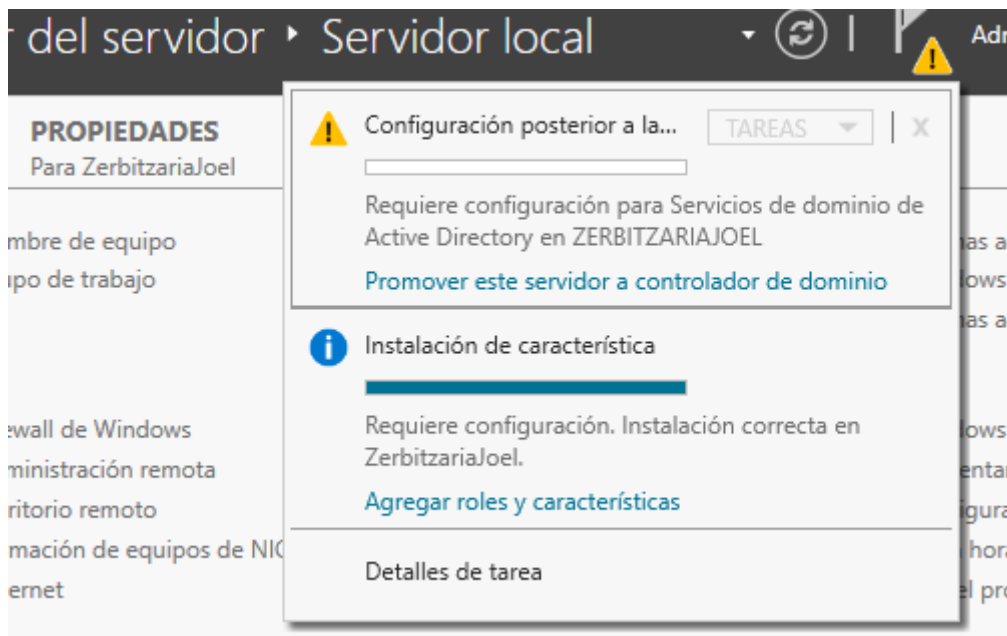 del servidor ‣ Servidor local
PROPIEDADES
Para ZerbitzariaJoel
Configuración posterior a la...
TAREAS
X
Requiere configuración para Servicios de dominio de
Active Directory en ZERBITZARIAJOEL
Promover este servidor a controlador de dominio
Instalación de característica
Requiere configuración. Instalación correcta en
ZerbitzariaJoel.
Agregar roles y características
Detalles de tarea
mbre de equipo
upo de trabajo
ewall de Windows
ministración remota
ritorio remoto
mación de equipos de NIC
ernet